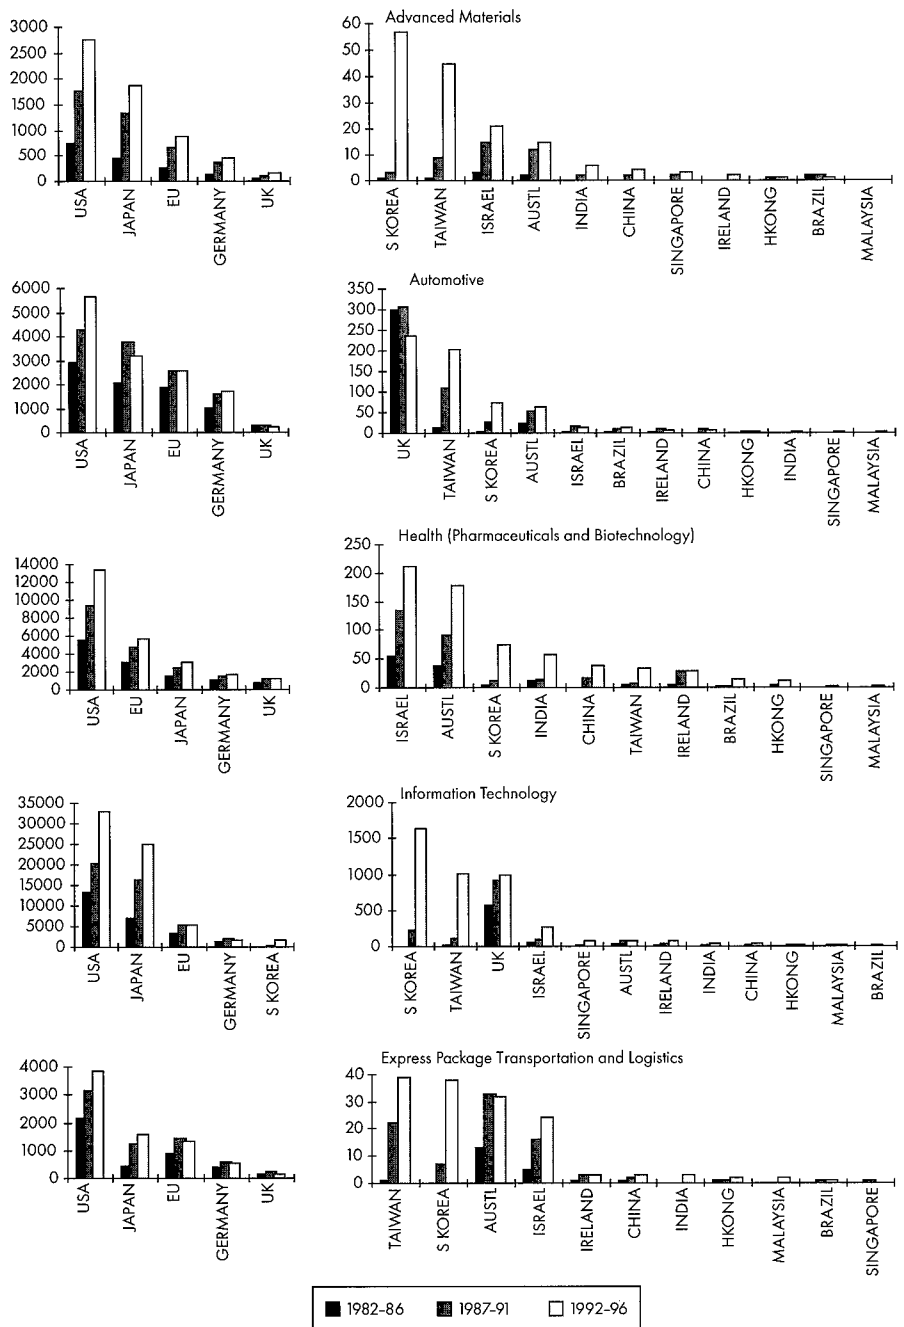 Advanced Materials
3000
2500
2000
1500
1000
500
0
USA
JAPAN
EU
GERMANY
UK
60
50
40
30
20
10
0
S KOREA
TAIWAN
ISRAEL
AUSTL
INDIA
CHINA
SINGAPORE
IRELAND
HKONG
BRAZIL
MALAYSIA
Automotive
6000
5000
4000
3000
2000
1000
0
USA
JAPAN
EU
GERMANY
UK
350
300
250
200
150
100
50
0
UK
TAIWAN
S KOREA
AUSTL
ISRAEL
BRAZIL
IRELAND
CHINA
HKONG
INDIA
SINGAPORE
MALAYSIA
Health (Pharmaceuticals and Biotechnology)
14000
12000
10000
8000
6000
4000
2000
0
USA
EU
JAPAN
GERMANY
UK
250
200
150
100
50
0
ISRAEL
AUSTL
S KOREA
INDIA
CHINA
TAIWAN
IRELAND
BRAZIL
HKONG
SINGAPORE
MALAYSIA
Information Technology
35000
30000
25000
20000
15000
10000
5000
0
USA
JAPAN
EU
GERMANY
S KOREA
2000
1500
1000
500
0
S KOREA
TAIWAN
UK
ISRAEL
SINGAPORE
AUSTL
IRELAND
INDIA
CHINA
HKONG
MALAYSIA
BRAZIL
Express Package Transportation and Logistics
4000
3000
2000
1000
0
USA
JAPAN
EU
GERMANY
UK
40
30
20
10
0
TAIWAN
S KOREA
AUSTL
ISRAEL
IRELAND
CHINA
INDIA
HKONG
MALAYSIA
BRAZIL
SINGAPORE
1982–86 1987–91 1992–96